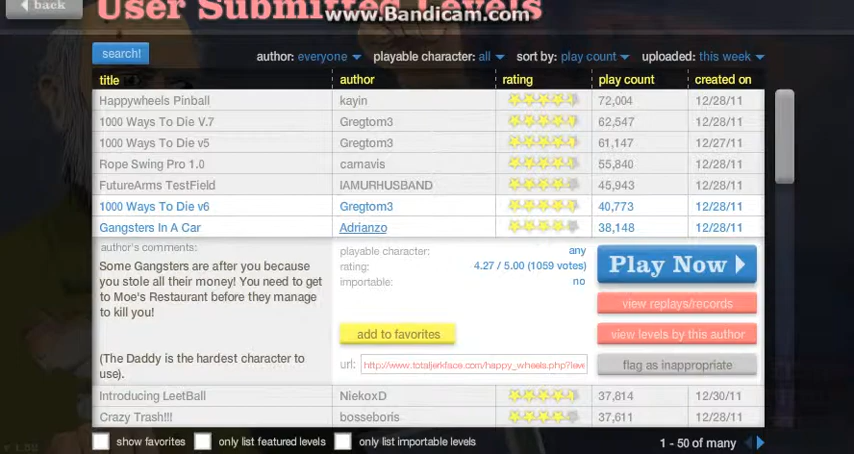 back
User Submitted Levels
www.Bandicam.com
search!
author: everyone playable character: all sort by: play count uploaded: this week
title author rating play count created on
Happywheels Pinball kayin 72,004 12/28/11
1000 Ways To Die V.7 Gregtom3 62,547 12/28/11
1000 Ways To Die v5 Gregtom3 61,147 12/27/11
Rope Swing Pro 1.0 carnavis 55,840 12/28/11
FutureArms TestField IAMURHUSBAND 45,943 12/28/11
1000 Ways To Die v6 Gregtom3 40,773 12/28/11
Gangsters In A Car Adrianzo 38,148 12/28/11
author's comments:
Some Gangsters are after you because
you stole all their money! You need to get
to Moe's Restaurant before they manage
to kill you!
(The Daddy is the hardest character to
use).
playable character: any
rating: 4.27 / 5.00 (1059 votes)
importable: no
add to favorites
url: http://www.totaljerkface.com/happy_wheels.php?leve
Play Now
view replays/records
view levels by this author
flag as inappropriate
Introducing LeetBall NiekoxD 37,814 12/30/11
Crazy Trash!!! bosseboris 37,611 12/28/11
show favorites only list featured levels only list importable levels 1 - 50 of many